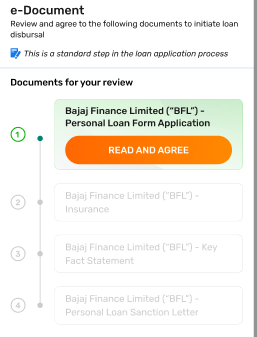 e-Document
Review and agree to the following documents to initiate loan
disbursal
This is a standard step in the loan application process
Documents for your review
1
Bajaj Finance Limited ("BFL") -
Personal Loan Form Application
READ AND AGREE
2
Bajaj Finance Limited ("BFL") -
Insurance
3
Bajaj Finance Limited ("BFL") - Key
Fact Statement
4
Bajaj Finance Limited ("BFL") -
Personal Loan Sanction Letter